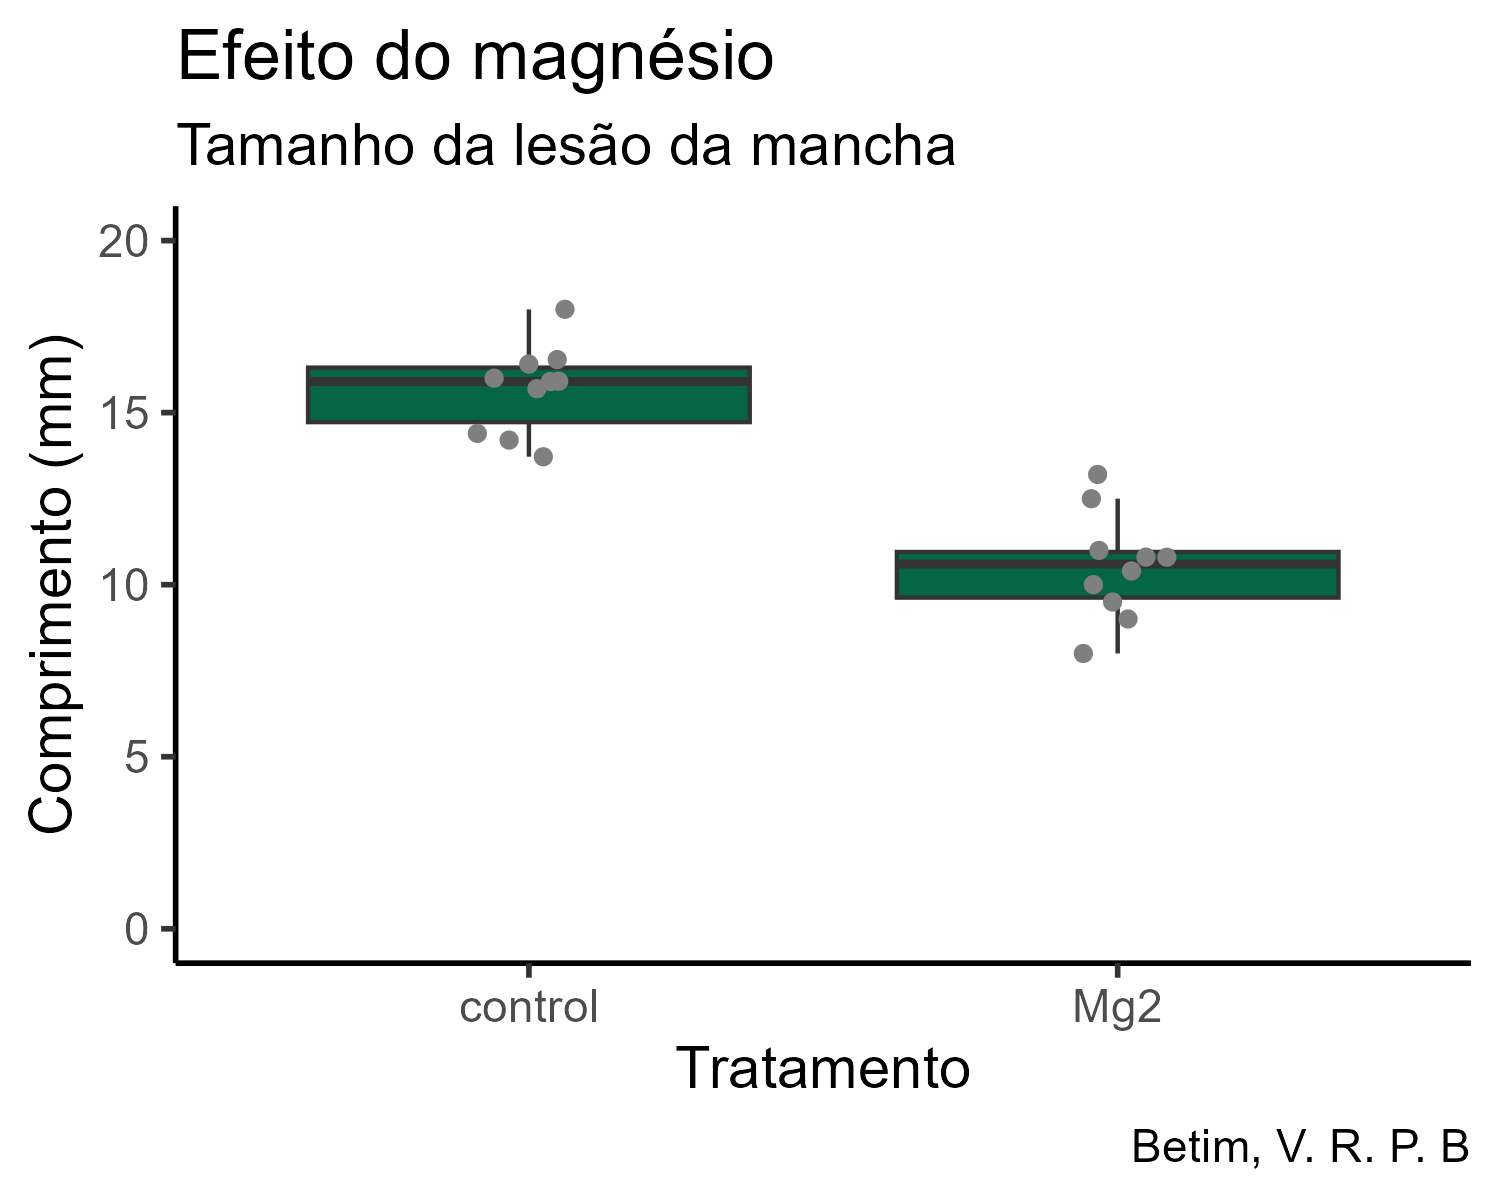 Efeito do magnésio
Tamanho da lesão da mancha
Comprimento (mm)
20
15
10
5
0
control
Mg2
Tratamento
Betim, V. R. P. B